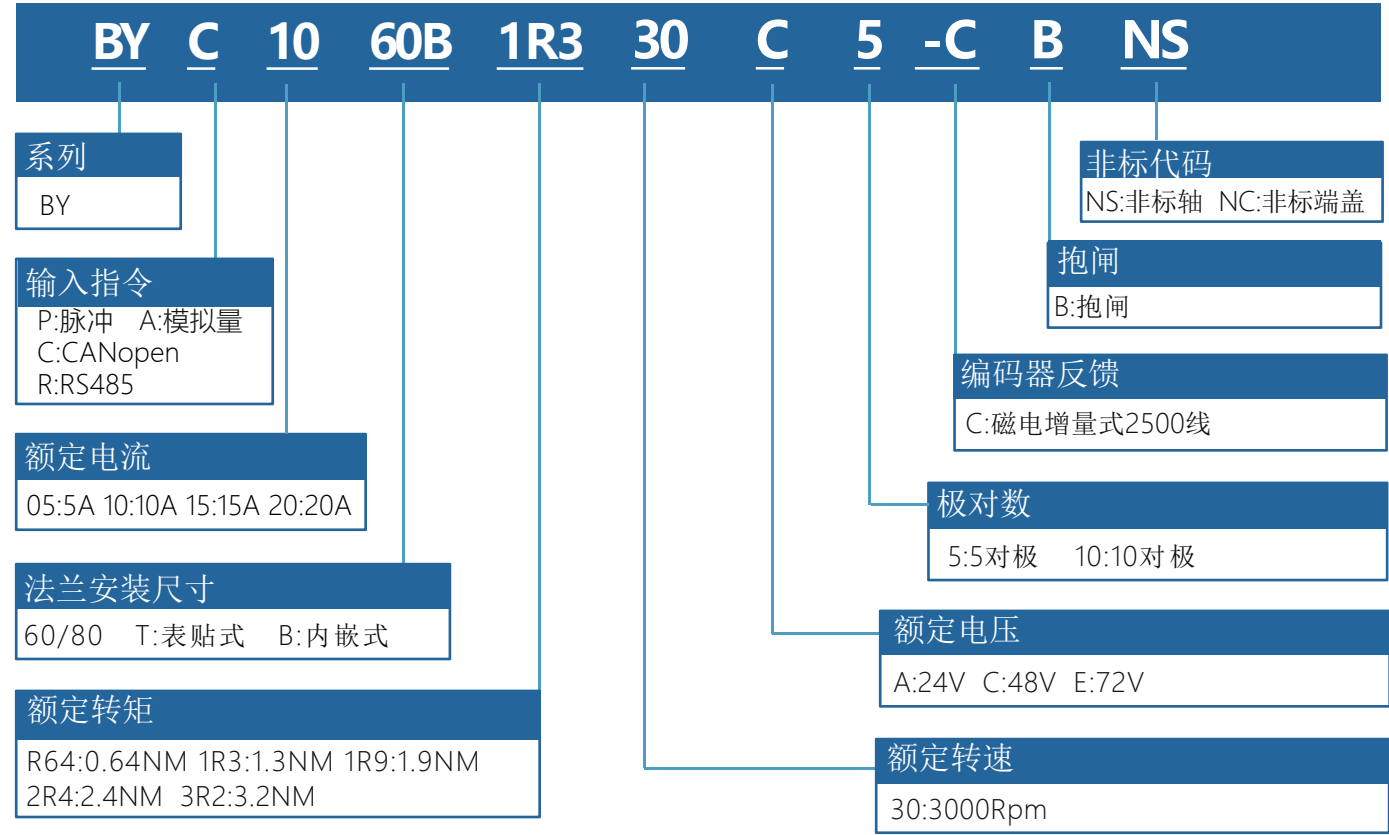 BY C 10 60B 1R3 30 C 5 -C B NS
系列
BY
输入指令
P:脉冲 A:模拟量
C:CANopen
R:RS485
额定电流
05:5A 10:10A 15:15A 20:20A
法兰安装尺寸
60/80 T:表贴式 B:内嵌式
额定转矩
R64:0.64NM 1R3:1.3NM 1R9:1.9NM
2R4:2.4NM 3R2:3.2NM
非标代码
NS:非标轴 NC:非标端盖
抱闸
B:抱闸
编码器反馈
C:磁电增量式2500线
极对数
5:5对极 10:10对极
额定电压
A:24V C:48V E:72V
额定转速
30:3000Rpm